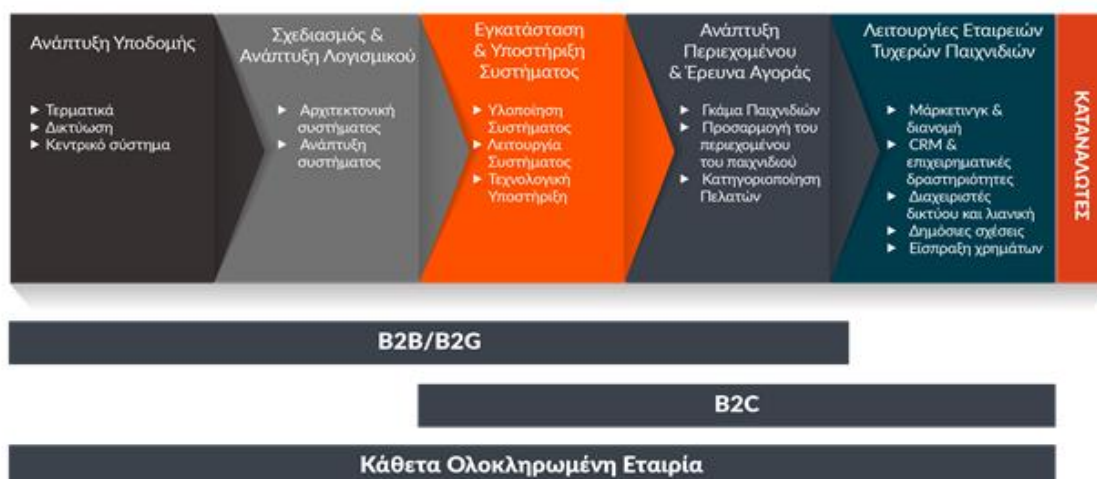 Ανάπτυξη Υποδομής
► Τερματικά
► Δικτύωση
► Κεντρικό σύστημα
Σχεδιασμός &
Ανάπτυξη Λογισμικού
► Αρχιτεκτονική
συστήματος
► Ανάπτυξη
συστήματος
Εγκατάσταση
& Υποστήριξη
Συστήματος
► Υλοποίηση
Συστήματος
► Λειτουργία
Συστήματος
► Τεχνολογική
Υποστήριξη
Ανάπτυξη
Περιεχομένου
& Έρευνα Αγοράς
► Γκάμα Παιχνιδιών
► Προσαρμογή του
περιεχομένου
του παιχνιδιού
► Κατηγοριοποίηση
Πελατών
Λειτουργίες Εταιρειών
Τυχερών Παιχνιδιών
► Μάρκετινγκ &
διανομή
► CRM &
επιχειρηματικές
δραστηριότητες
► Διαχειριστές
δικτύου και λιανική
► Δημόσιες σχέσεις
► Είσπραξη χρημάτων
ΚΑΤΑΝΑΛΩΤΕΣ
B2B/B2G
B2C
Κάθετα Ολοκληρωμένη Εταιρία